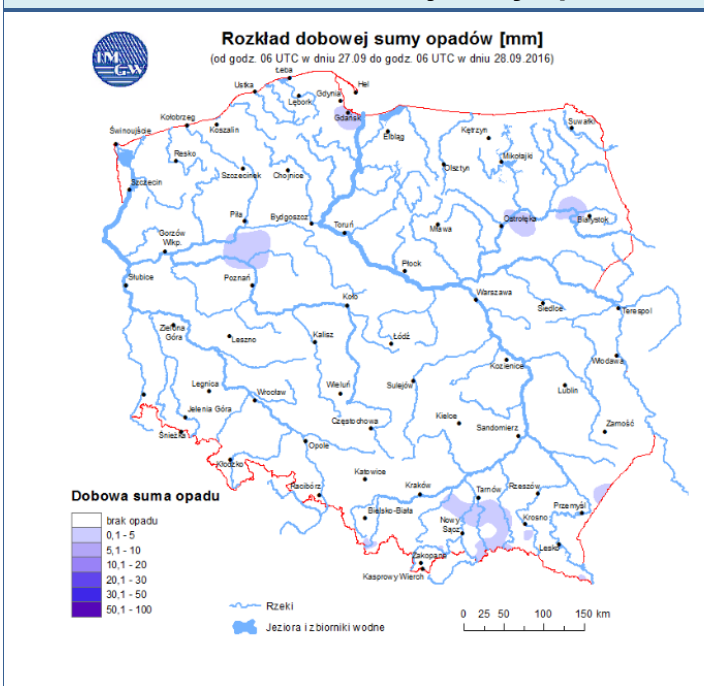 Rozkład dobowej sumy opadów [mm]
(od godz. 06 UTC w dniu 27.09 do godz. 06 UTC w dniu 28.09.2016)
IM
GW
Łeba
Hel
Ustka
Lębork
Gdynia
Gdańsk
Kołobrzeg
Koszalin
Elbląg
Kętrzyn
Suwałki
Świnoujście
Resko
Szczecinek
Chojnice
Olsztyn
Mikołajki
Szczecin
Piła
Bydgoszcz
Toruń
Mława
Ostrołęka
Białystok
Gorzów
Wlkp.
Słubice
Poznań
Płock
Koło
Warszawa
Siedlce
Terespol
Zielona
Góra
Leszno
Kalisz
Łódź
Kozienice
Włodawa
Legnica
Wrocław
Wieluń
Sulejów
Lublin
Jelenia Góra
Śnieżka
Częstochowa
Kielce
Sandomierz
Zamość
Kłodzko
Opole
Racibórz
Katowice
Kraków
Tarnów
Rzeszów
Przemyśl
Bielsko-Biała
Nowy
Sącz
Krosno
Lesko
Zakopane
Kasprowy Wierch
Dobowa suma opadu
brak opadu
0,1 - 5
5,1 - 10
10,1 - 20
20,1 - 30
30,1 - 50
50,1 - 100
Rzeki
Jeziora i zbiorniki wodne
0 25 50 100 150 km